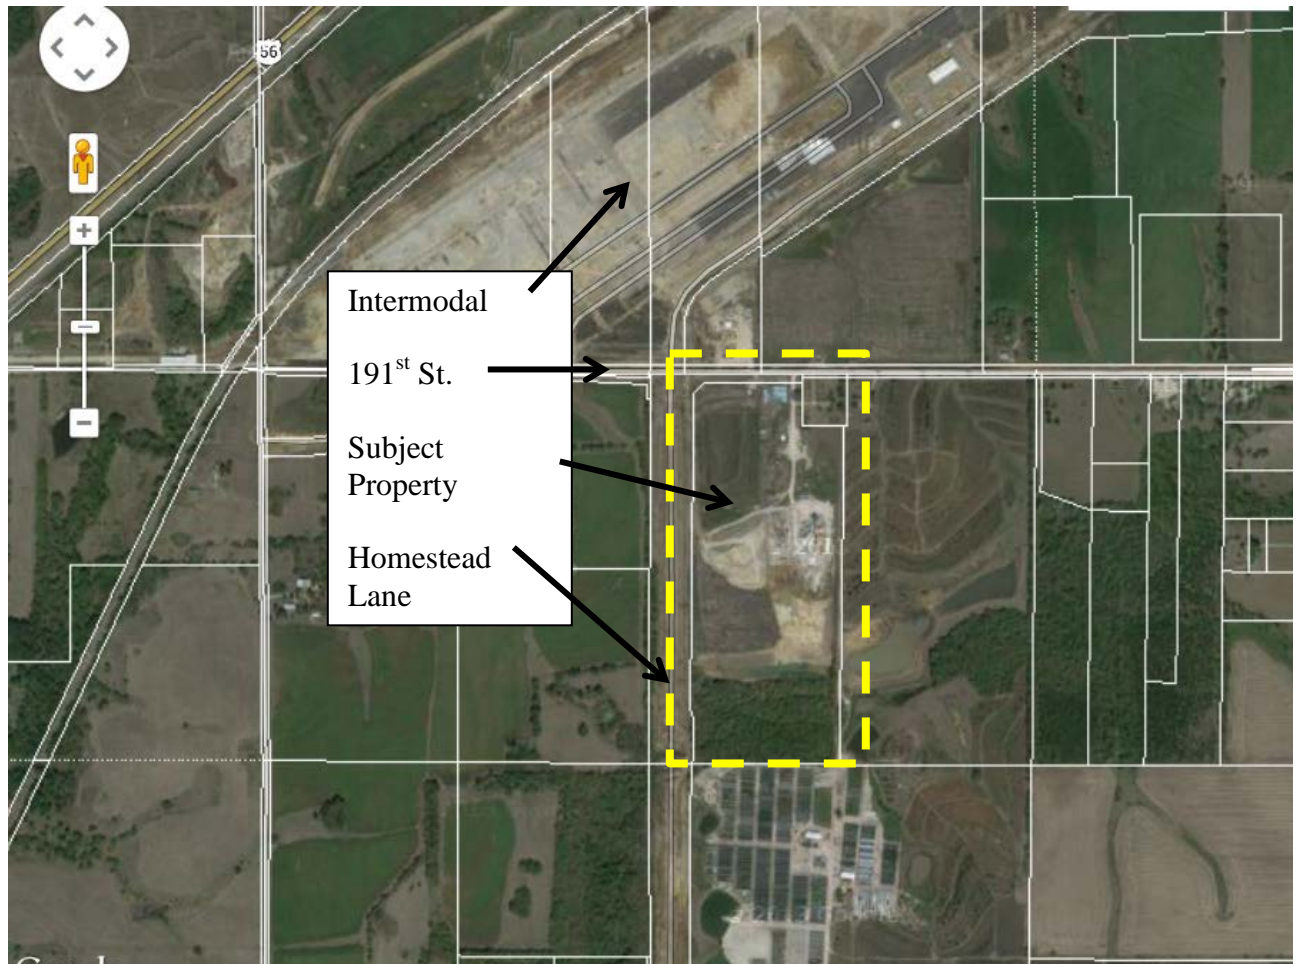 56
Intermodal
191st St.
Subject
Property
Homestead
Lane